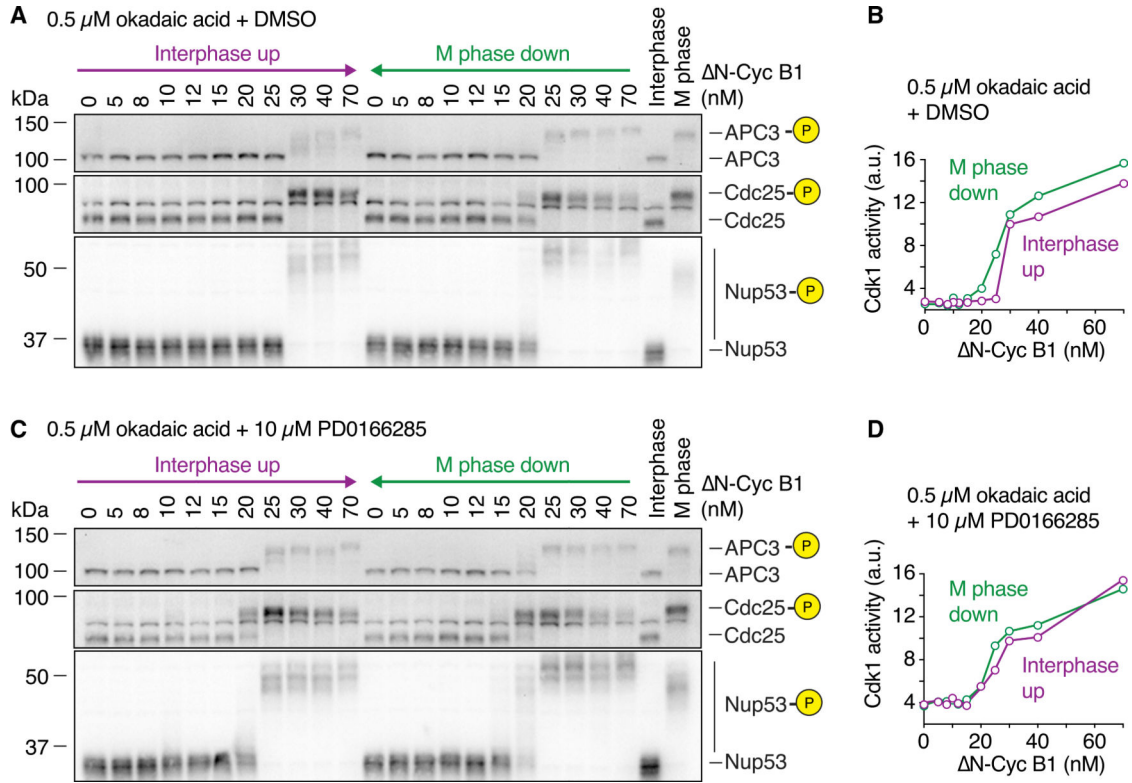 A 0.5 µM okadaic acid + DMSO
Interphase up
M phase down
Interphase
M phase
ΔN-Cyc B1
(nM)
0 5 8 10 12 15 20 25 30 40 70 0 5 8 10 12 15 20 25 30 40 70
kDa
150
100
APC3-P
APC3
100
Cdc25-P
Cdc25
50
37
Nup53-P
Nup53
B
0.5 µM okadaic acid
+ DMSO
Cdk1 activity (a.u.)
16
12
8
4
M phase
down
Interphase
up
0 20 40 60
ΔN-Cyc B1 (nM)
C 0.5 µM okadaic acid + 10 µM PD0166285
Interphase up
M phase down
Interphase
M phase
ΔN-Cyc B1
(nM)
0 5 8 10 12 15 20 25 30 40 70 0 5 8 10 12 15 20 25 30 40 70
kDa
150
100
APC3-P
APC3
100
Cdc25-P
Cdc25
50
37
Nup53-P
Nup53
D
0.5 µM okadaic acid
+ 10 µM PD0166285
Cdk1 activity (a.u.)
16
12
8
4
M phase
down
Interphase
up
0 20 40 60
ΔN-Cyc B1 (nM)